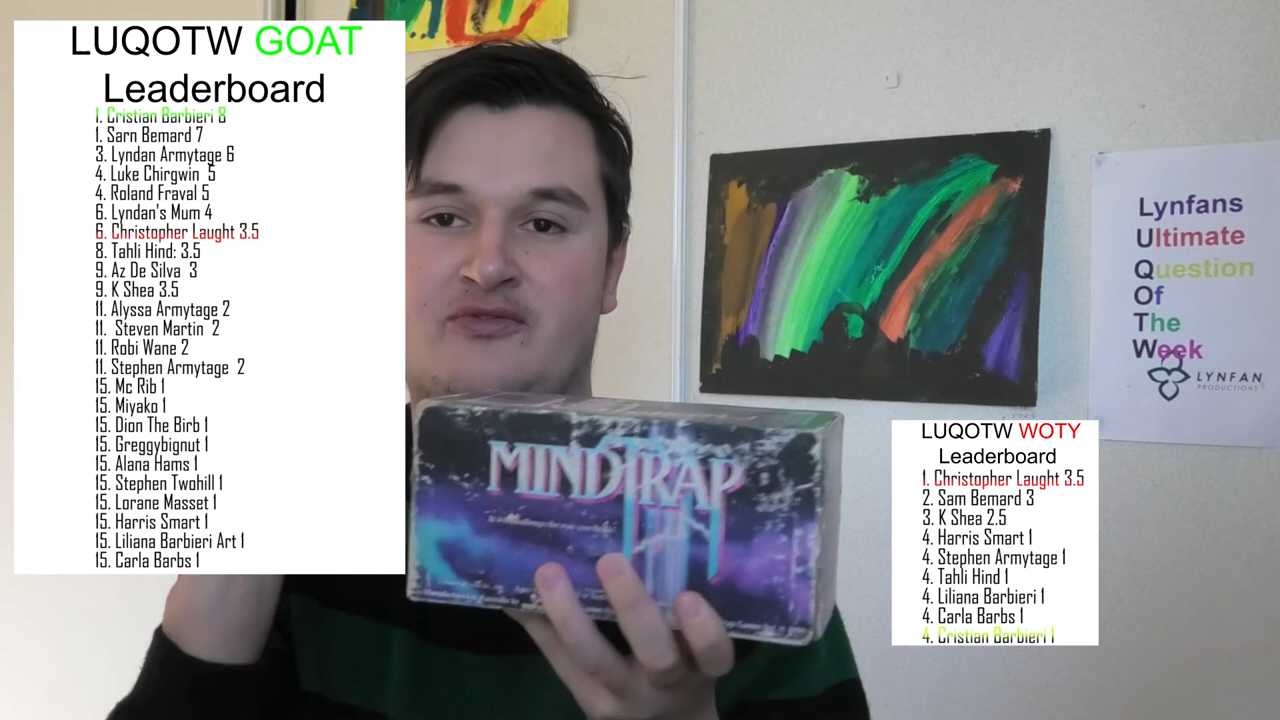 LUQOTW GOAT
Leaderboard
1. Cristian Barbieri 8
1. Sam Bemard 7
3. Lyndan Armytage 6
4. Luke Chirgwin 5
4. Roland Fraval 5
6. Lyndan's Mum 4
6. Christopher Laught 3.5
8. Tahli Hind: 3.5
9. Az De Silva 3
9. K Shea 3.5
11. Alyssa Armytage 2
11. Steven Martin 2
11. Robi Wane 2
11. Stephen Armytage 2
15. Mc Rib 1
15. Miyako 1
15. Dion The Birb 1
15. Greggybignut 1
15. Alana Hams 1
15. Stephen Twohill 1
15. Lorane Masset 1
15. Harris Smart 1
15. Liliana Barbieri Art 1
15. Carla Barbs 1
MINDTRAP
Lynfans
Ultimate
Question
Of
The
Week
LYNFAN
PRODUCTIONS
LUQOTW WOTY
Leaderboard
1. Christopher Laught 3.5
2. Sam Bemard 3
3. K Shea 2.5
4. Harris Smart 1
4. Stephen Armytage 1
4. Tahli Hind 1
4. Liliana Barbieri 1
4. Carla Barbs 1
4. Cristian Barbieri 1